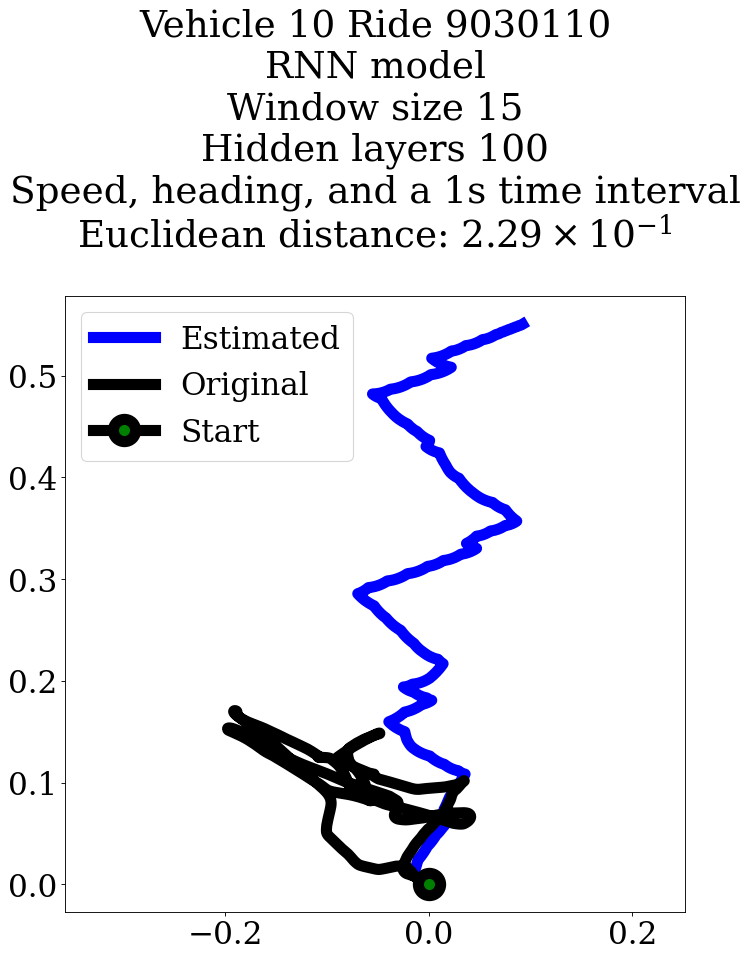 Vehicle 10 Ride 9030110
RNN model
Window size 15
Hidden layers 100
Speed, heading, and a 1s time interval
Euclidean distance: 2.29 × 10⁻¹
Estimated
Original
Start
0.5
0.4
0.3
0.2
0.1
0.0
−0.2 0.0 0.2